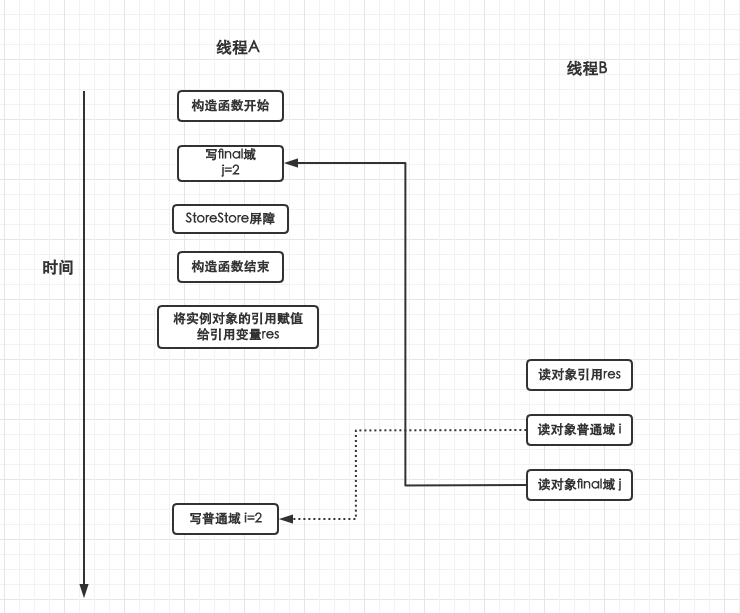 线程A
线程B
构造函数开始
写final域
j=2
StoreStore屏障
构造函数结束
时间
将实例对象的引用赋值
给引用变量res
读对象引用res
读对象普通域 i
读对象final域 j
写普通域 i=2